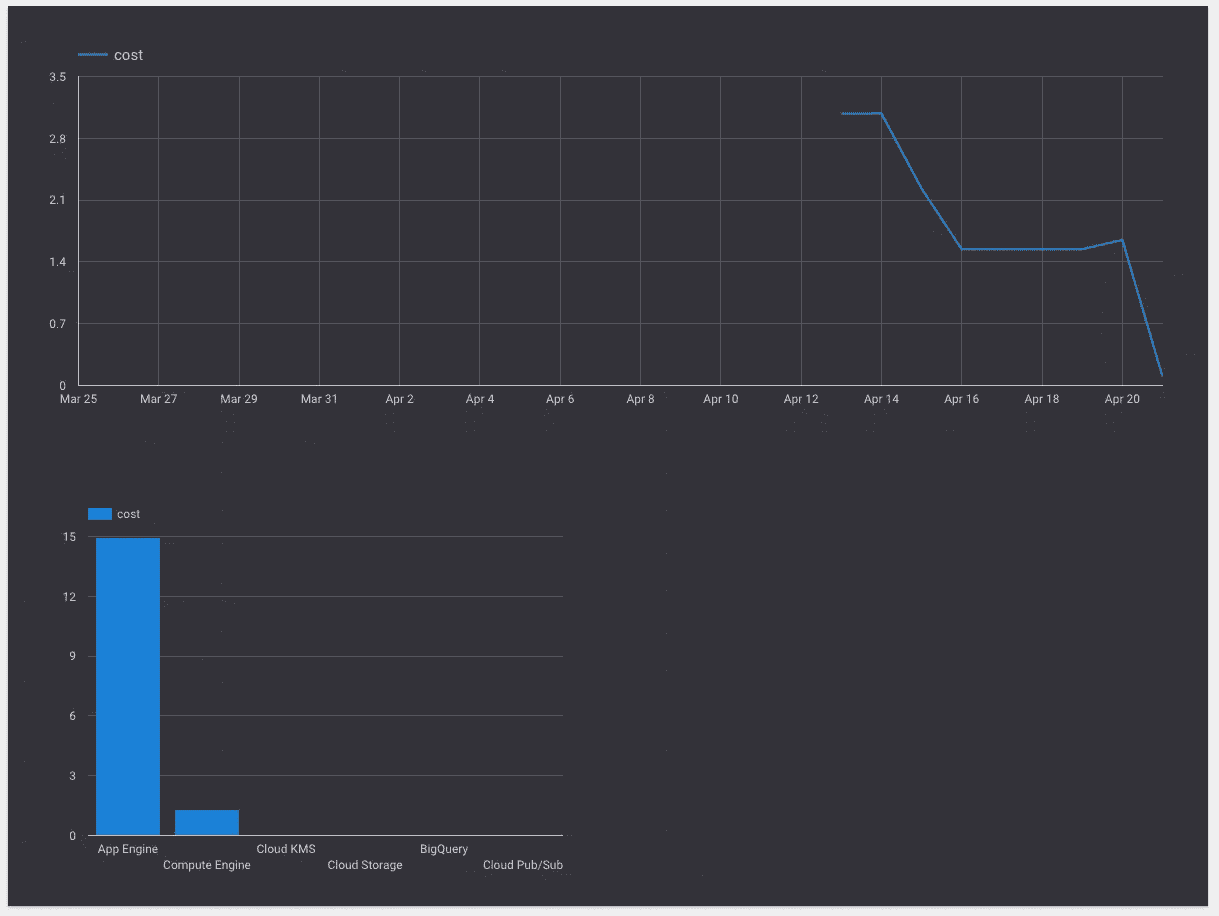 cost
3.5
2.8
2.1
1.4
0.7
0
Mar 25 Mar 27 Mar 29 Mar 31 Apr 2 Apr 4 Apr 6 Apr 8 Apr 10 Apr 12 Apr 14 Apr 16 Apr 18 Apr 20
cost
15
12
9
6
3
0
App Engine Cloud KMS BigQuery
Compute Engine Cloud Storage Cloud Pub/Sub